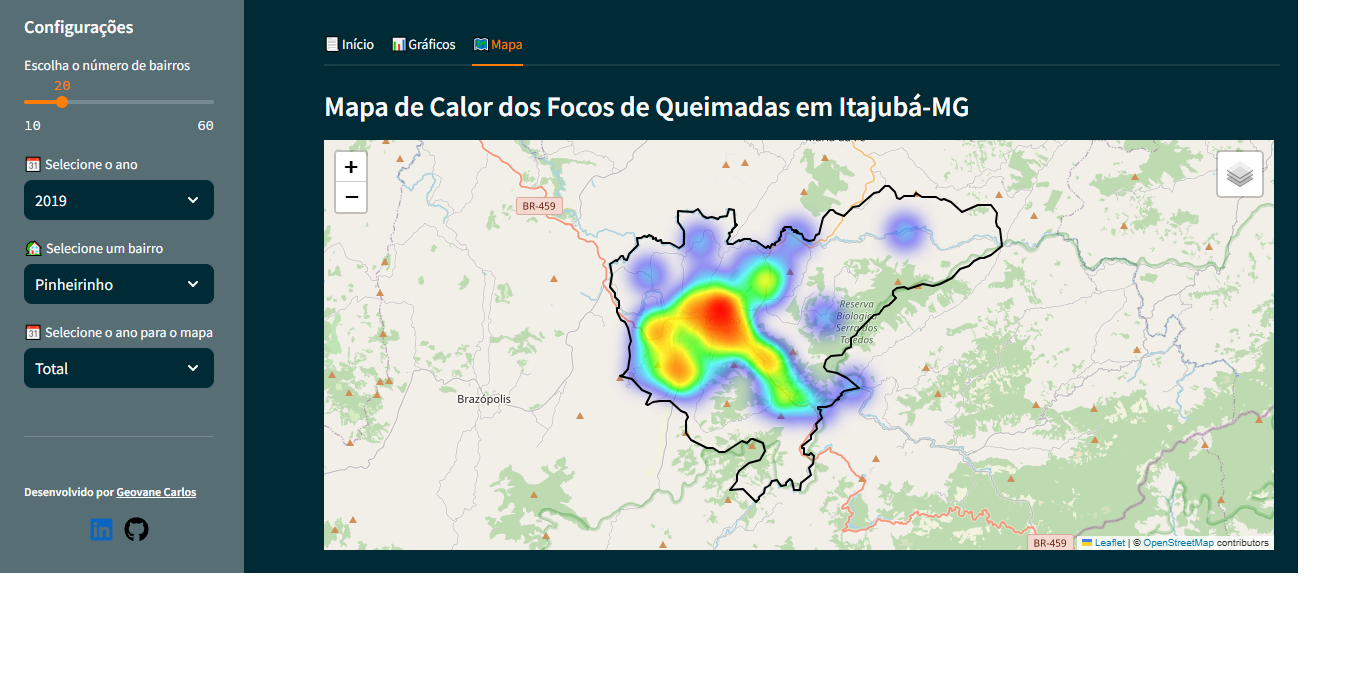 Configurações
Escolha o número de bairros
20
10 60
Selecione o ano
2019
Selecione um bairro
Pinheirinho
Selecione o ano para o mapa
Total
Desenvolvido por Geovane Carlos
in
Início Gráficos Mapa
Mapa de Calor dos Focos de Queimadas em Itajubá-MG
+
−
BR-459
Reserva
Biológica
Serra dos
Toledos
Brazópolis
BR-459
Leaflet | © OpenStreetMap contributors